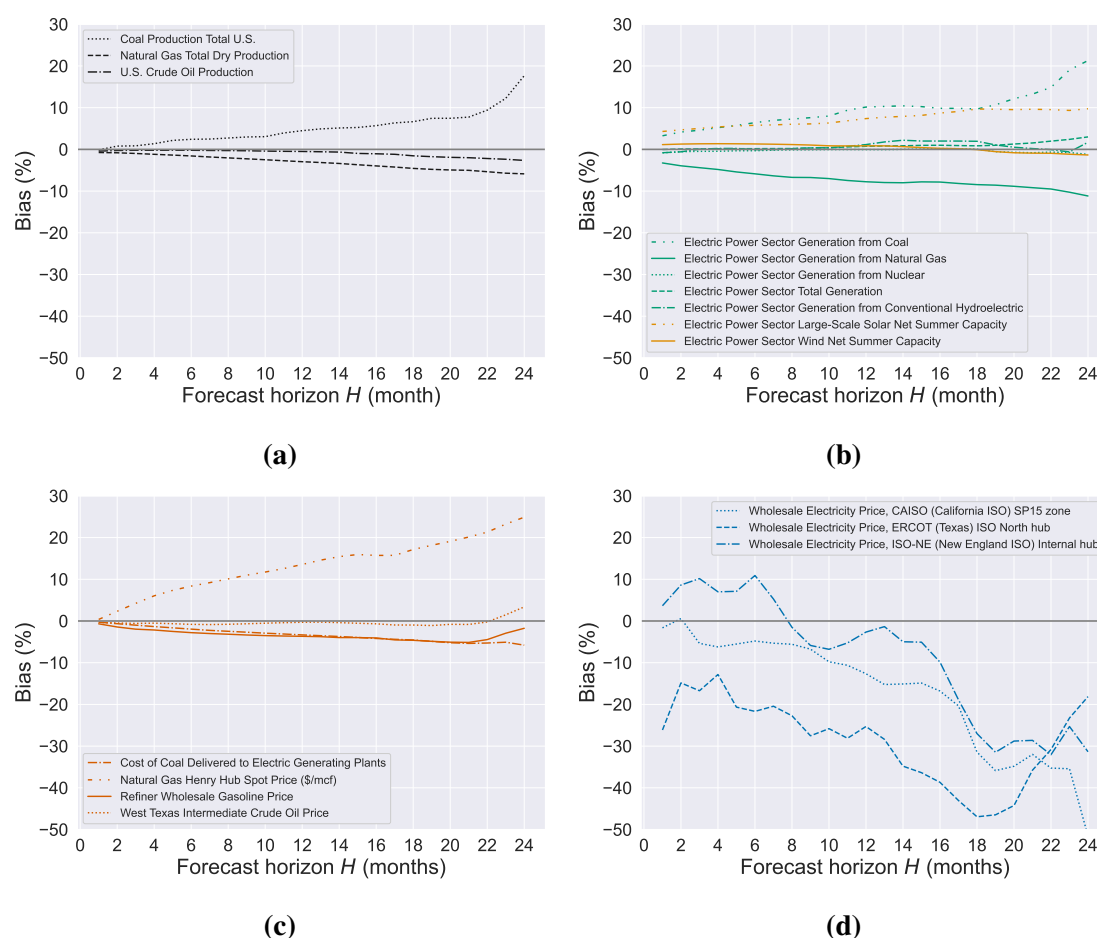 30
20
10
0
−10
−20
−30
−40
−50
Bias (%)
Coal Production Total U.S.
Natural Gas Total Dry Production
U.S. Crude Oil Production
0 2 4 6 8 10 12 14 16 18 20 22 24
Forecast horizon H (month)
(a)
30
20
10
0
−10
−20
−30
−40
−50
Bias (%)
Electric Power Sector Generation from Coal
Electric Power Sector Generation from Natural Gas
Electric Power Sector Generation from Nuclear
Electric Power Sector Total Generation
Electric Power Sector Generation from Conventional Hydroelectric
Electric Power Sector Large-Scale Solar Net Summer Capacity
Electric Power Sector Wind Net Summer Capacity
0 2 4 6 8 10 12 14 16 18 20 22 24
Forecast horizon H (month)
(b)
30
20
10
0
−10
−20
−30
−40
−50
Bias (%)
Cost of Coal Delivered to Electric Generating Plants
Natural Gas Henry Hub Spot Price ($/mcf)
Refiner Wholesale Gasoline Price
West Texas Intermediate Crude Oil Price
0 2 4 6 8 10 12 14 16 18 20 22 24
Forecast horizon H (months)
(c)
30
20
10
0
−10
−20
−30
−40
−50
Bias (%)
Wholesale Electricity Price, CAISO (California ISO) SP15 zone
Wholesale Electricity Price, ERCOT (Texas) ISO North hub
Wholesale Electricity Price, ISO-NE (New England ISO) Internal hub
0 2 4 6 8 10 12 14 16 18 20 22 24
Forecast horizon H (months)
(d)